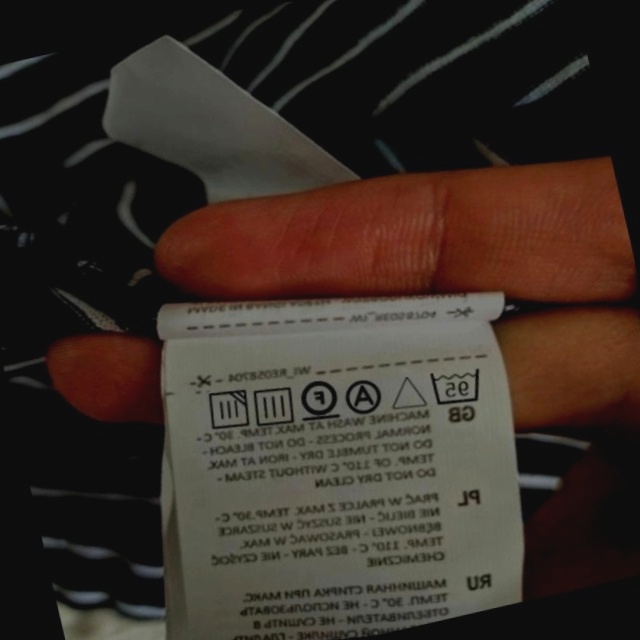 WI_REDS8704
95 A F
GB
MACHINE WASH AT MAX.TEMP 30° C -
NORMAL PROCESS - DO NOT BLEACH -
DO NOT TUMBLE DRY - IRON AT MAX.
TEMP. OF 110° C WITHOUT STEAM -
DO NOT DRY CLEAN
PL
PRAĆ W PRALCE Z MAX. TEMP 30° C -
NIE BIELIĆ - NIE SUSZYĆ W SUSZARCE
BĘBNOWEJ - PRASOWAĆ W MAX.
TEMP. 110° C - BEZ PARY - NIE CZYŚCIĆ
CHEMICZNIE
RU
МАШИННАЯ СТИРКА ПРИ МАКС.
ТЕМП. 30° C - НЕ ИСПОЛЬЗОВАТЬ
ОТБЕЛИВАТЕЛИ - НЕ СУШИТЬ В